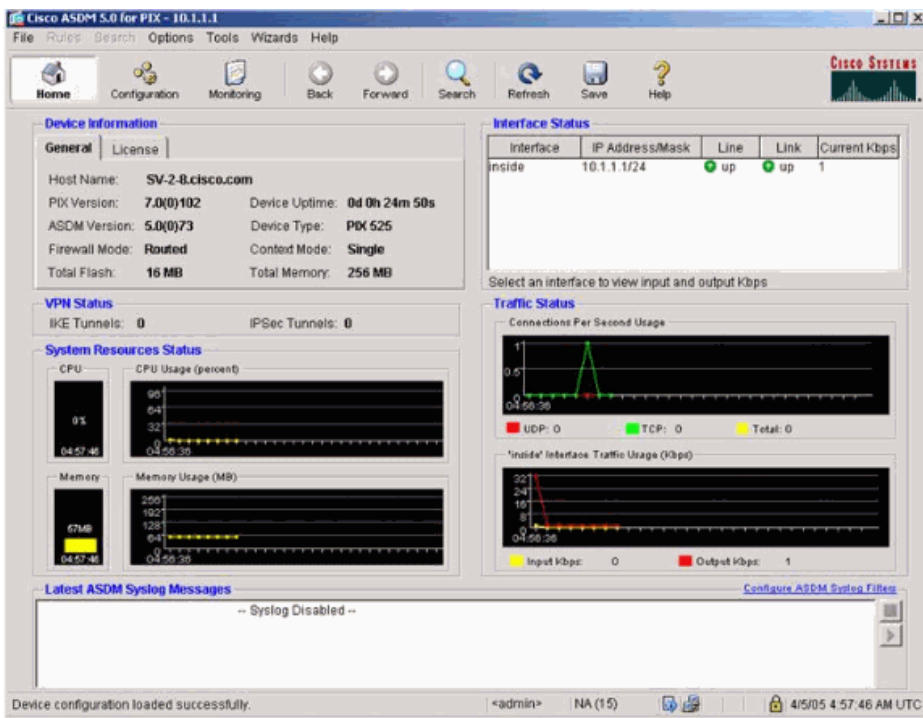 Cisco ASDM 5.0 for PIX - 10.1.1.1
File Rules Search Options Tools Wizards Help
Home Configuration Monitoring Back Forward Search Refresh Save Help
CISCO SYSTEMS
Device Information
General License
Host Name: SV-2-8.cisco.com
PIX Version: 7.0(0)102 Device Uptime: 0d 0h 24m 50s
ASDM Version: 5.0(0)73 Device Type: PIX 525
Firewall Mode: Routed Context Mode: Single
Total Flash: 16 MB Total Memory: 256 MB
Interface Status
Interface IP Address/Mask Line Link Current Kbps
inside 10.1.1.1/24 up up 1
Select an interface to view input and output Kbps
VPN Status
IKE Tunnels: 0 IPSec Tunnels: 0
System Resources Status
CPU
0%
04:57:46
CPU Usage (percent)
96
64
32
0
04:56:36
Memory
67MB
04:57:46
Memory Usage (MB)
256
192
128
64
0
04:56:36
Traffic Status
Connections Per Second Usage
1
0.5
0
04:56:36
UDP: 0 TCP: 0 Total: 0
'inside' Interface Traffic Usage (Kbps)
32
24
16
8
0
04:56:36
Input Kbps: 0 Output Kbps: 1
Latest ASDM Syslog Messages
Configure ASDM Syslog Filters
-- Syslog Disabled --
Device configuration loaded successfully. <admin> NA (15) 4/5/05 4:57:46 AM UTC